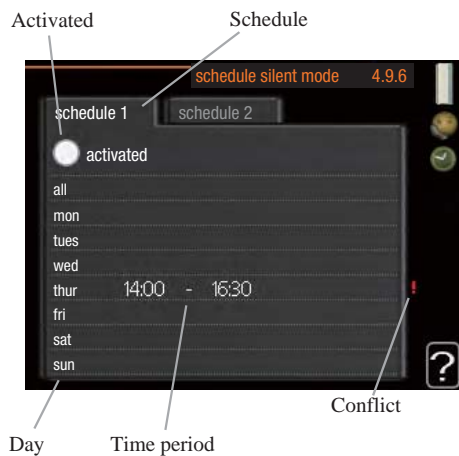 Activated Schedule
schedule silent mode 4.9.6
schedule 1 schedule 2
activated
all
mon
tues
wed
thur 14:00 - 16:30 !
fri
sat
sun
?
Conflict
Day Time period